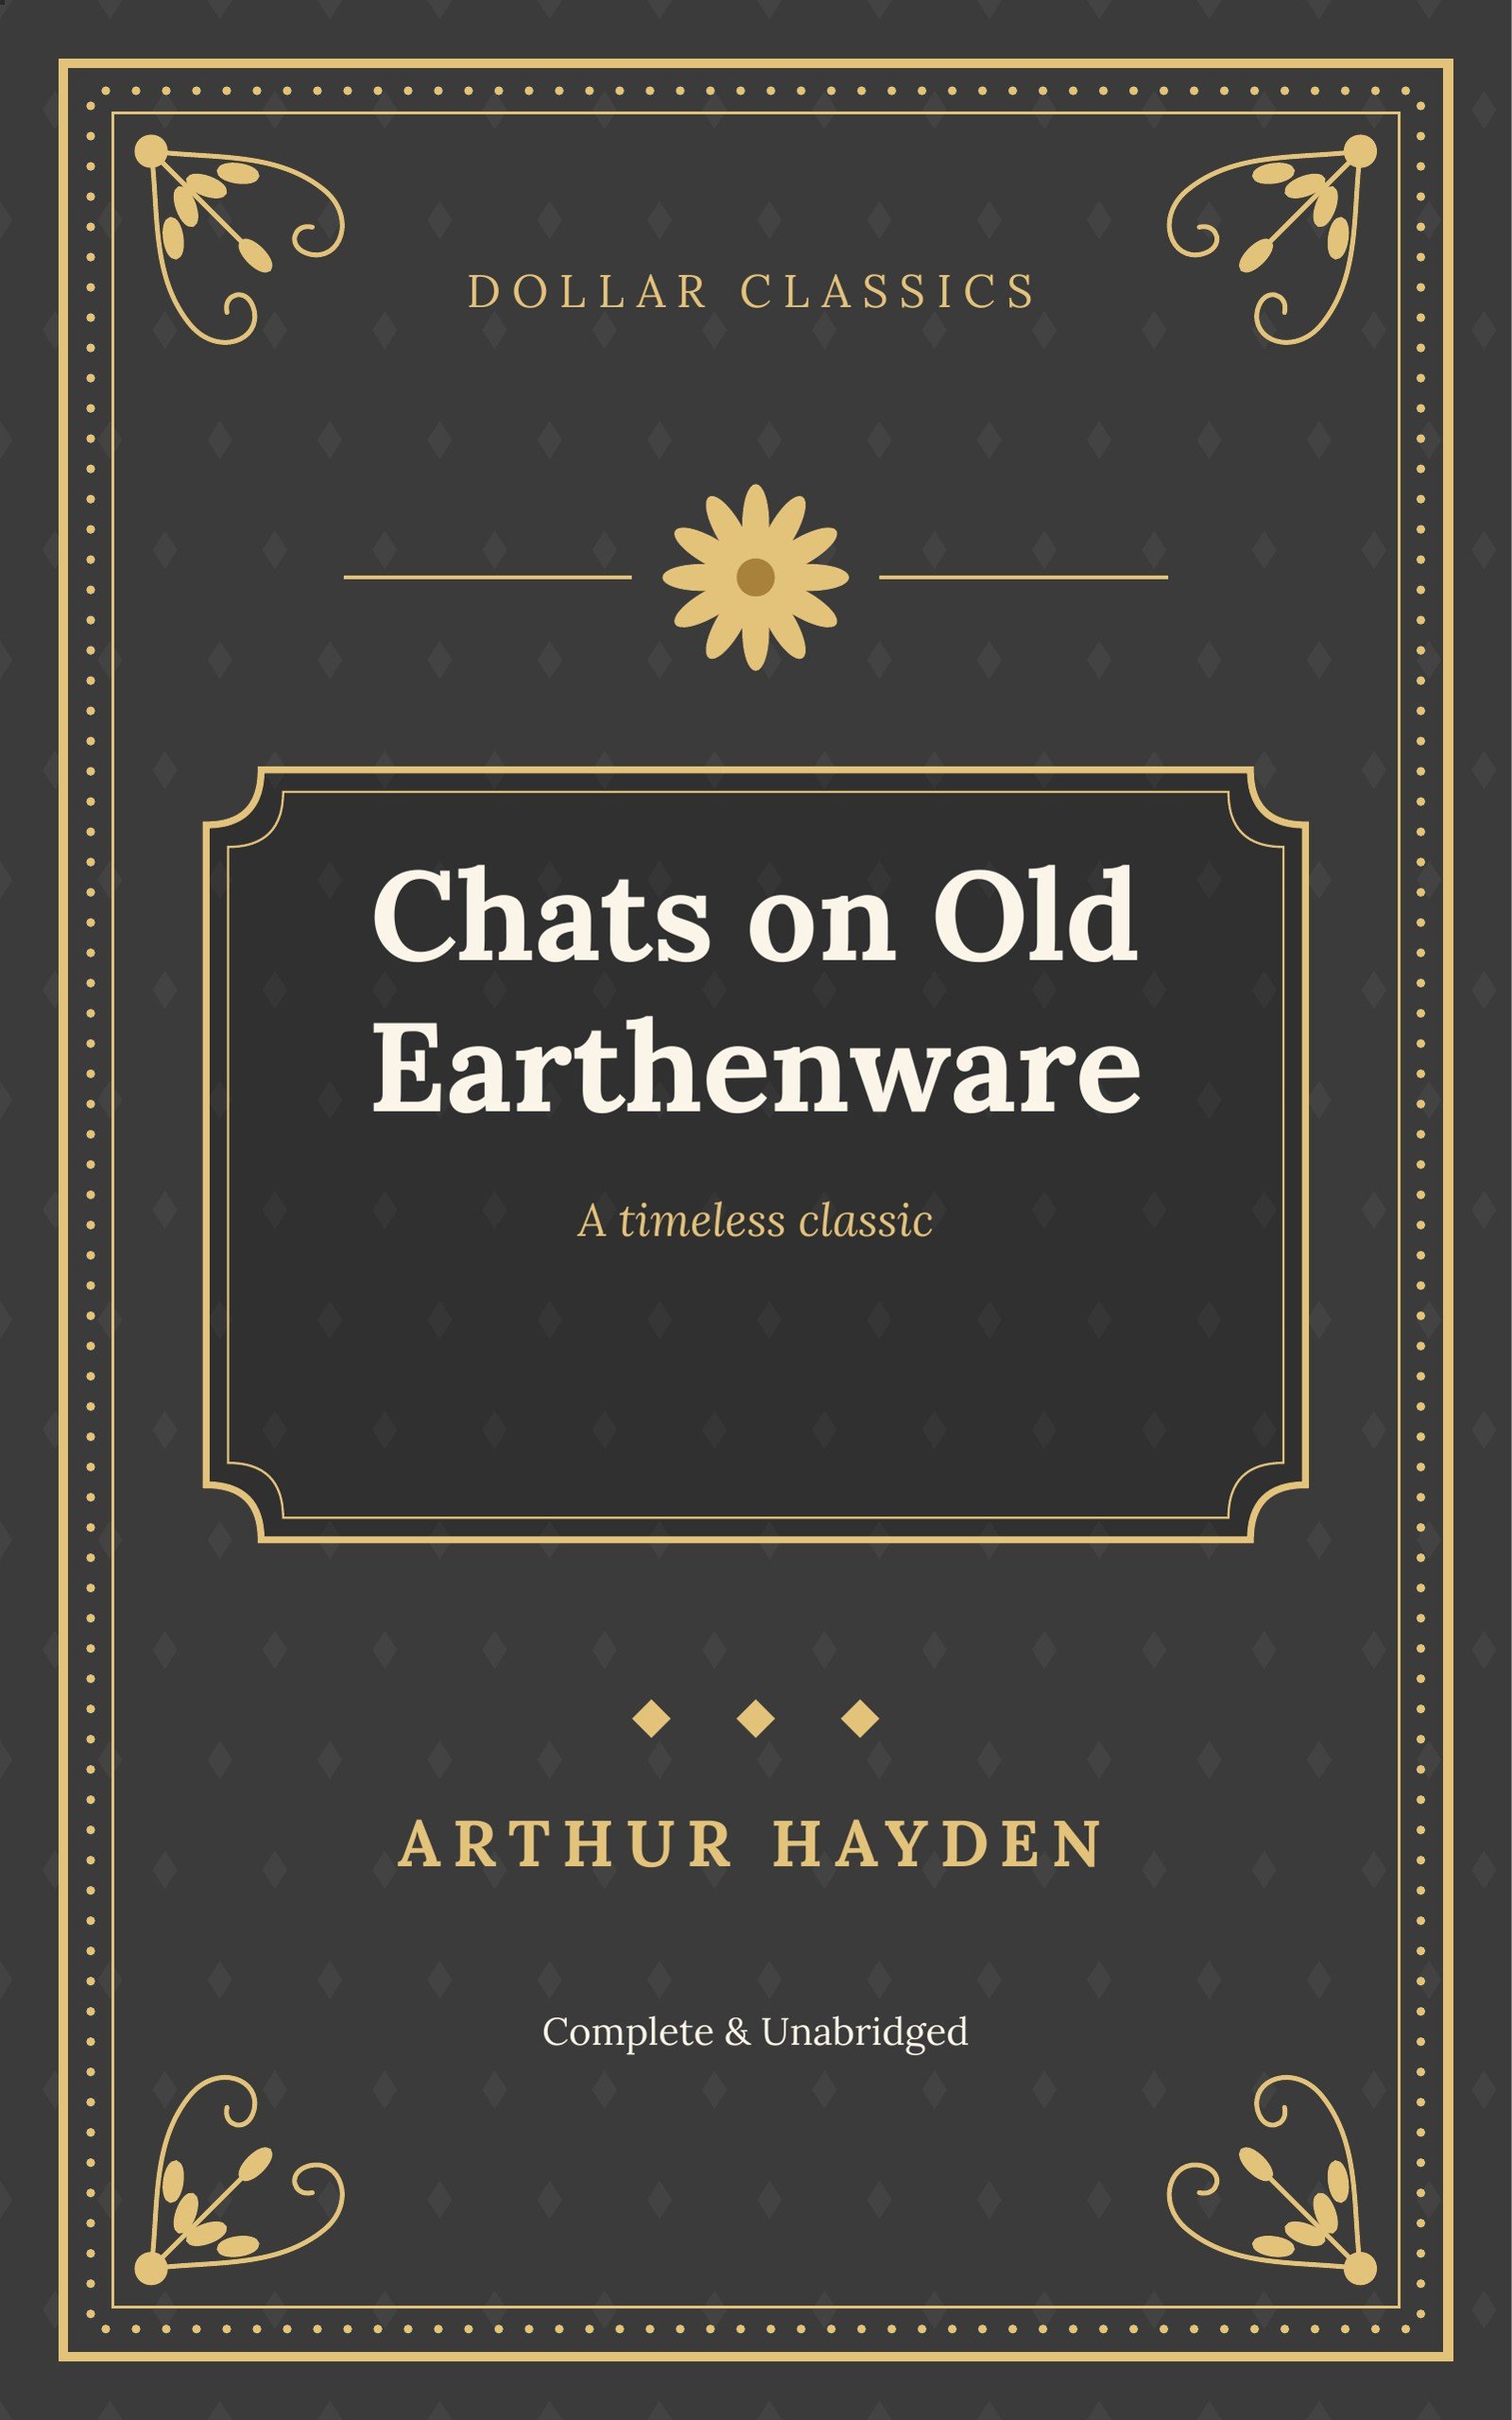 DOLLAR CLASSICS
Chats on Old
Earthenware
A timeless classic
ARTHUR HAYDEN
Complete & Unabridged